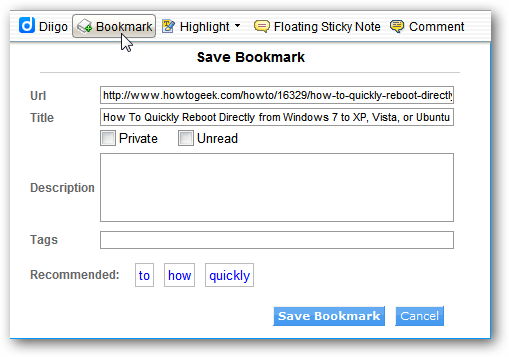 Diigo Bookmark Highlight Floating Sticky Note Comment
Save Bookmark
Url http://www.howtogeek.com/howto/16329/how-to-quickly-reboot-directly
Title How To Quickly Reboot Directly from Windows 7 to XP, Vista, or Ubuntu
Private Unread
Description
Tags
Recommended: to how quickly
Save Bookmark Cancel